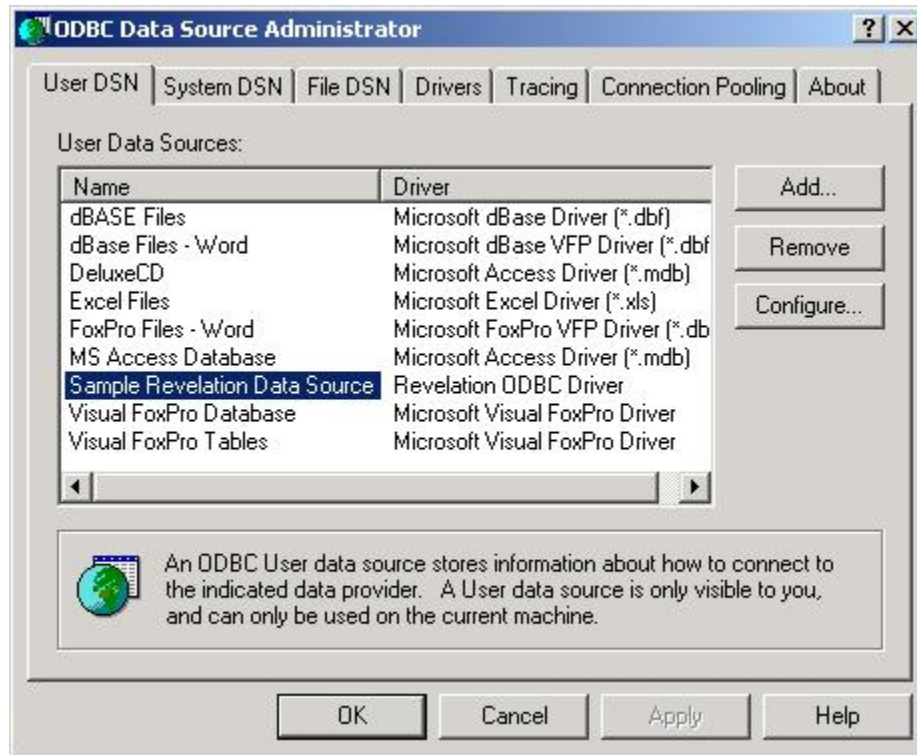 ODBC Data Source Administrator
User DSN System DSN File DSN Drivers Tracing Connection Pooling About
User Data Sources:
Name Driver
dBASE Files Microsoft dBase Driver (*.dbf)
dBase Files - Word Microsoft dBase VFP Driver (*.dbf
DeluxeCD Microsoft Access Driver (*.mdb)
Excel Files Microsoft Excel Driver (*.xls)
FoxPro Files - Word Microsoft FoxPro VFP Driver (*.db
MS Access Database Microsoft Access Driver (*.mdb)
Sample Revelation Data Source Revelation ODBC Driver
Visual FoxPro Database Microsoft Visual FoxPro Driver
Visual FoxPro Tables Microsoft Visual FoxPro Driver
Add...
Remove
Configure...
An ODBC User data source stores information about how to connect to
the indicated data provider. A User data source is only visible to you,
and can only be used on the current machine.
OK Cancel Apply Help